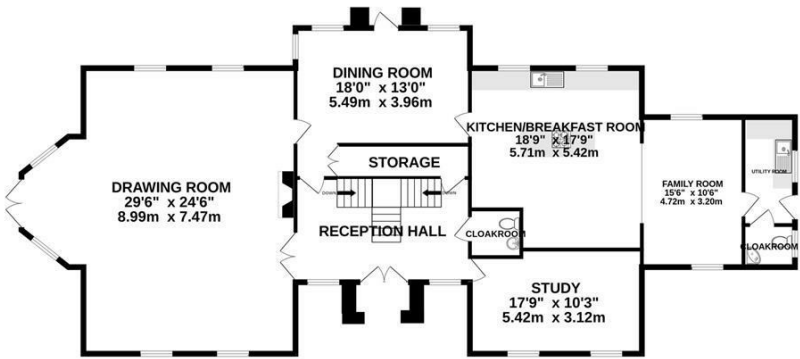 DINING ROOM
18'0" x 13'0"
5.49m x 3.96m
KITCHEN/BREAKFAST ROOM
18'9" x 17'9"
5.71m x 5.42m
STORAGE
DRAWING ROOM
29'6" x 24'6"
8.99m x 7.47m
FAMILY ROOM
15'6" x 10'6"
4.72m x 3.20m
UTILITY ROOM
RECEPTION HALL
CLOAKROOM
CLOAKROOM
STUDY
17'9" x 10'3"
5.42m x 3.12m